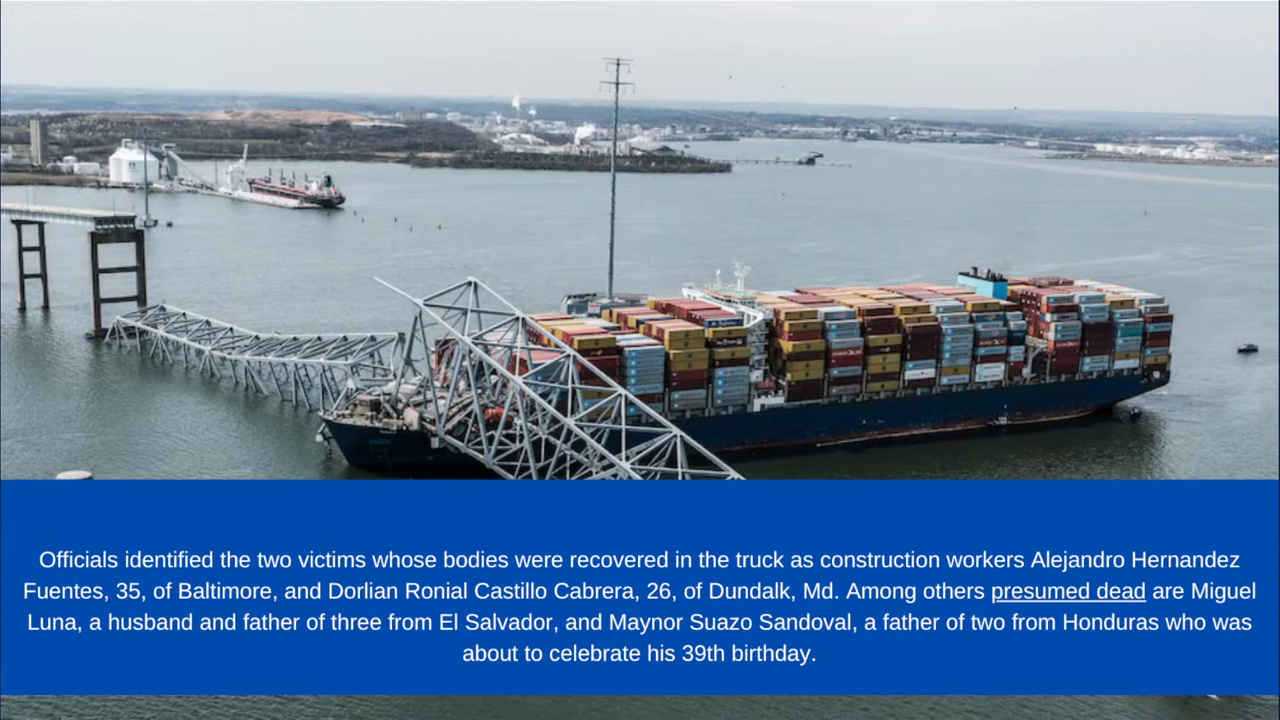 Officials identified the two victims whose bodies were recovered in the truck as construction workers Alejandro Hernandez
Fuentes, 35, of Baltimore, and Dorlian Ronial Castillo Cabrera, 26, of Dundalk, Md. Among others presumed dead are Miguel
Luna, a husband and father of three from El Salvador, and Maynor Suazo Sandoval, a father of two from Honduras who was
about to celebrate his 39th birthday.